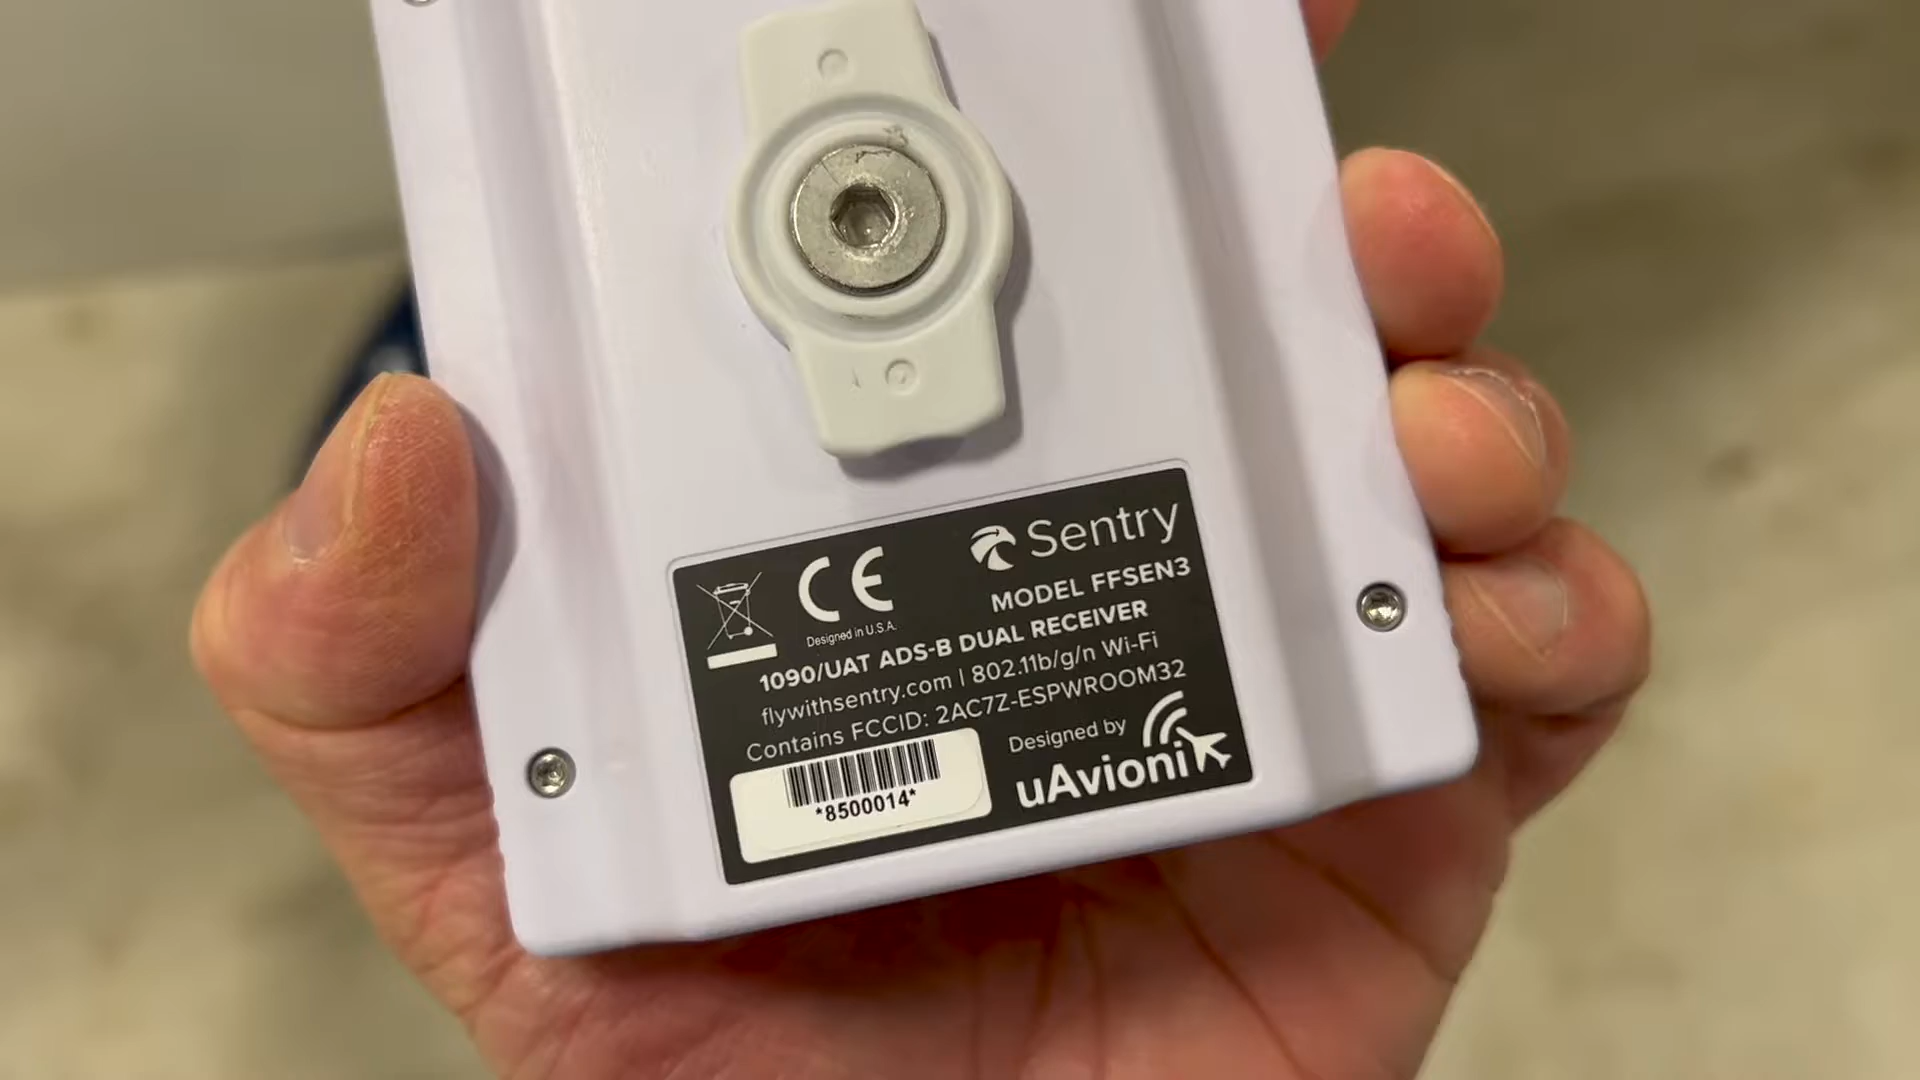 CE
Designed in U.S.A.
Sentry
MODEL FFSEN3
1090/UAT ADS-B DUAL RECEIVER
flywithsentry.com | 802.11b/g/n Wi-Fi
Contains FCCID: 2AC7Z-ESPWROOM32
*8500014*
Designed by
uAvionix